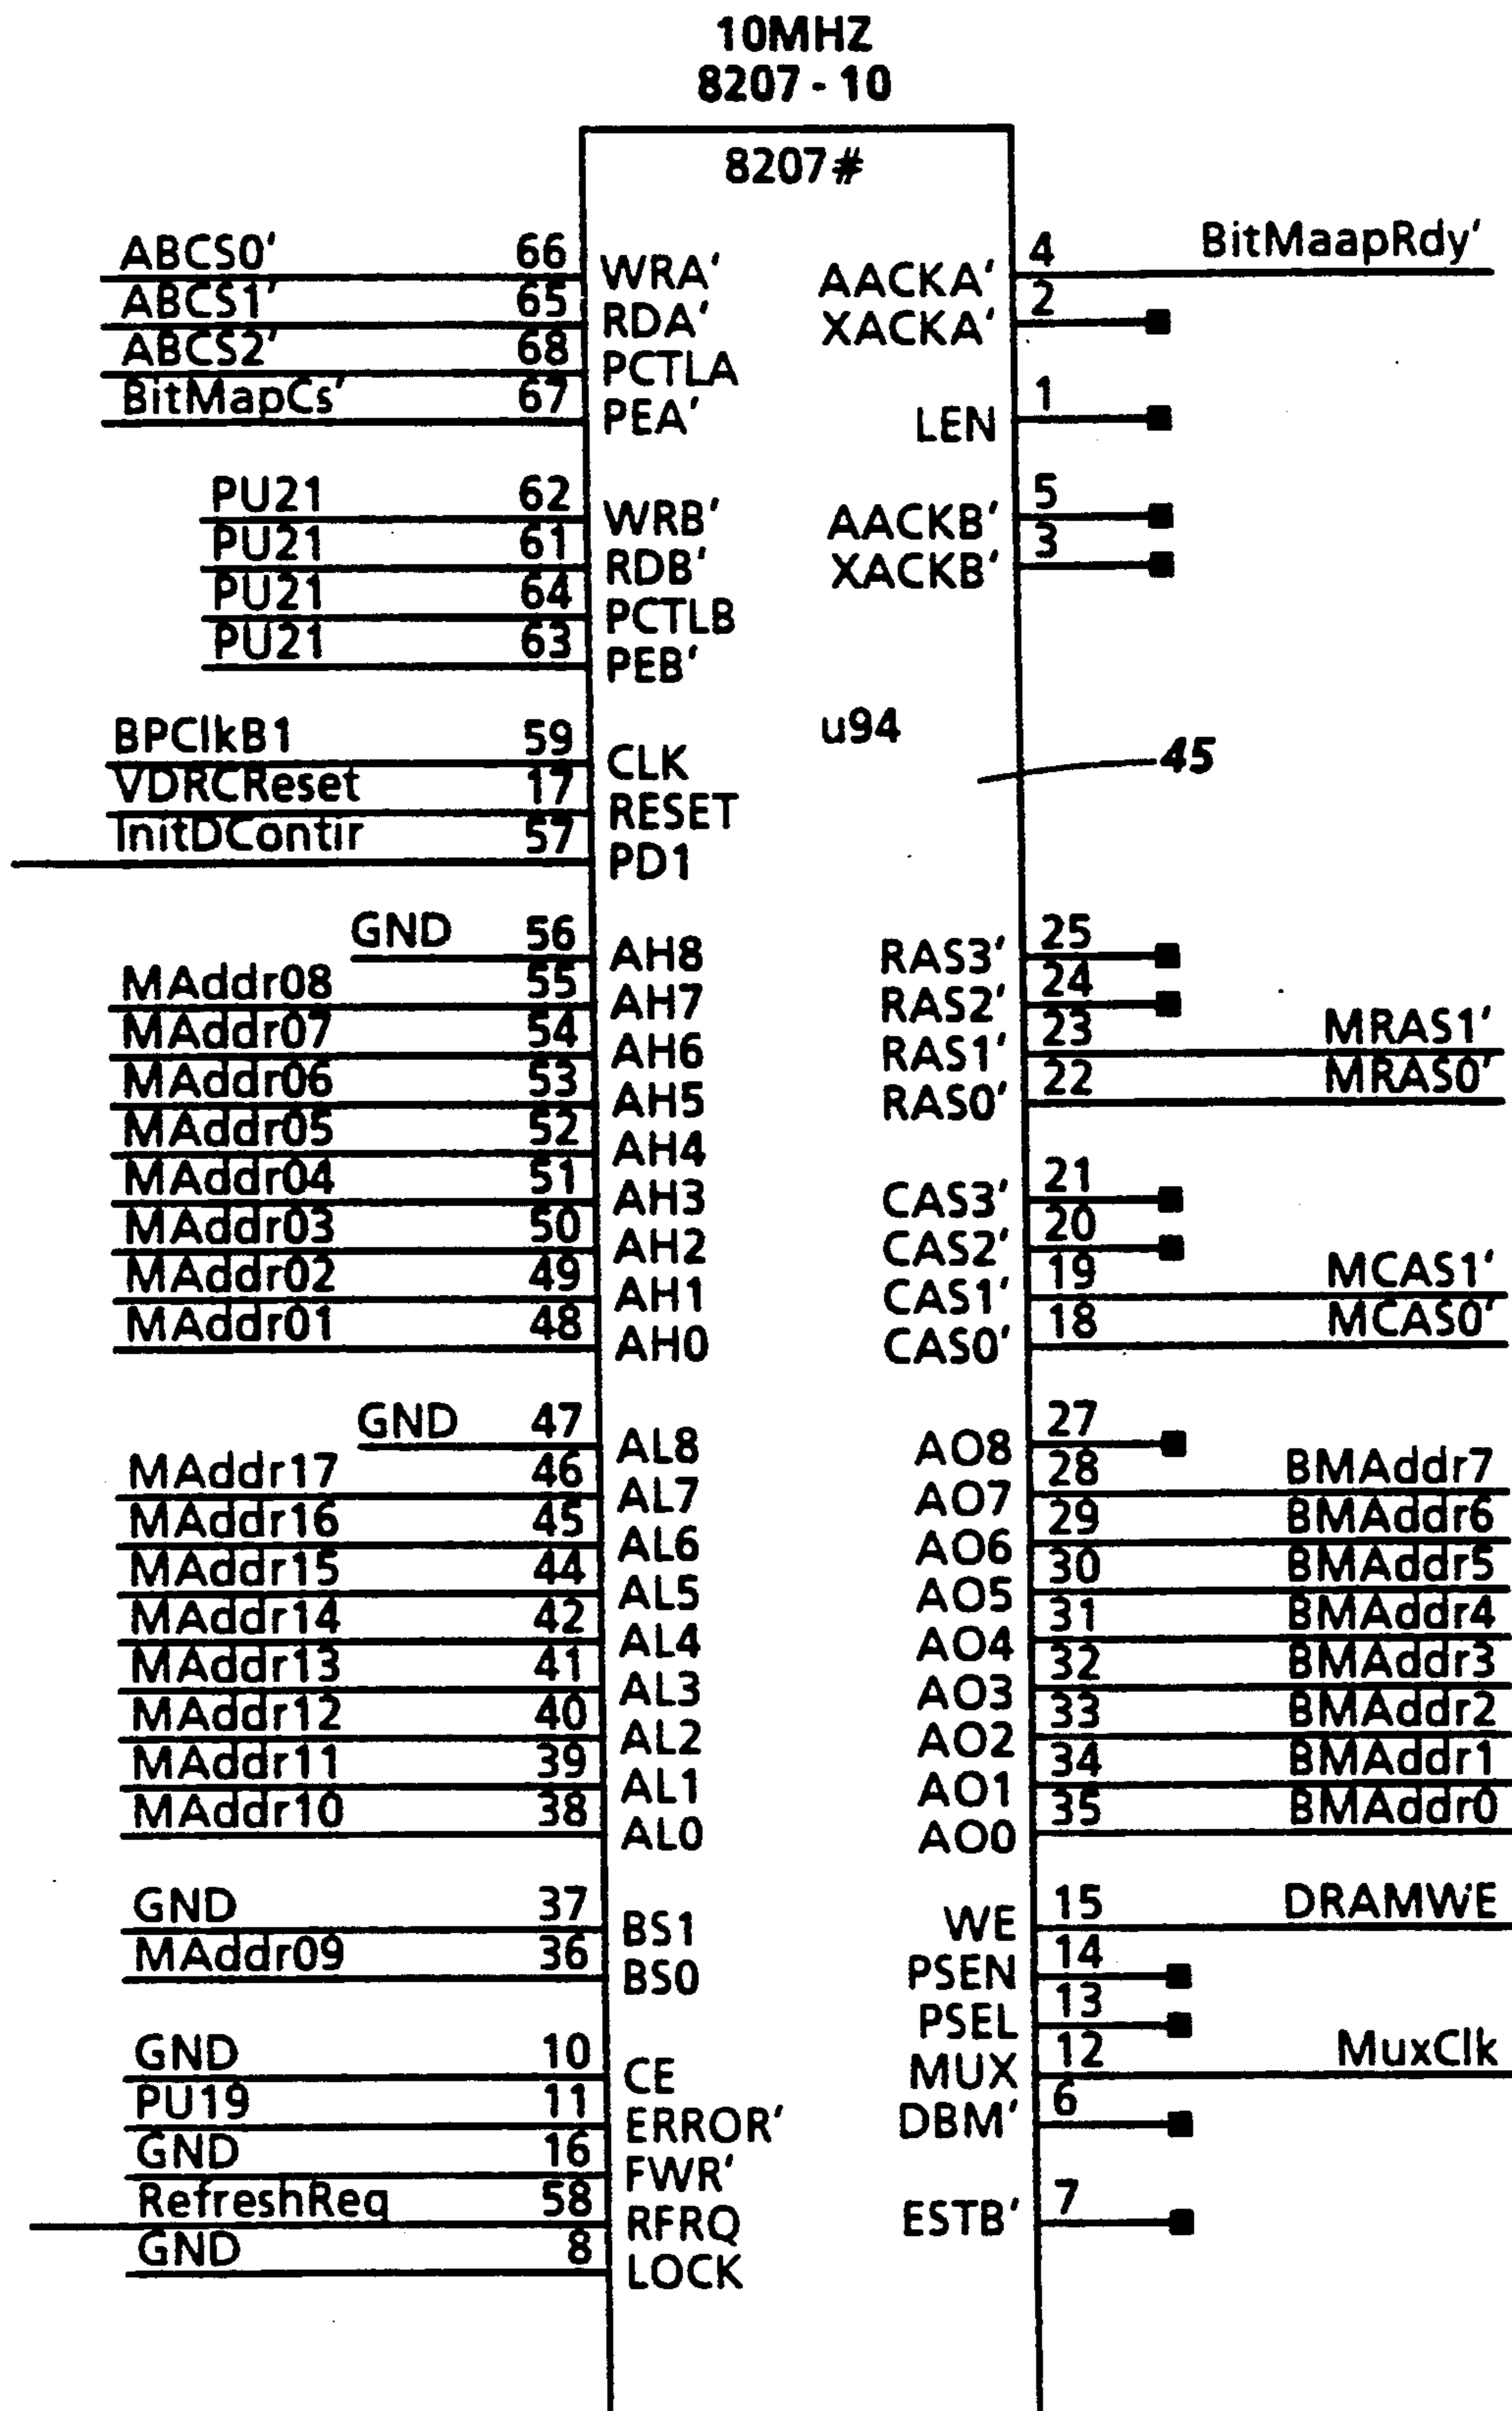 10MHZ
8207 - 10
8207#
ABCS0' 66 WRA' AACKA' 4 BitMaapRdy'
ABCS1' 65 RDA' XACKA' 2
ABCS2' 68 PCTLA
BitMapCs' 67 PEA' LEN 1
PU21 62 WRB' AACKB' 5
PU21 61 RDB' XACKB' 3
PU21 64 PCTLB
PU21 63 PEB'
u94
BPClkB1 59 CLK 45
VDRCReset 17 RESET
InitDContir 57 PD1
GND 56 AH8 RAS3' 25
MAddr08 55 AH7 RAS2' 24
MAddr07 54 AH6 RAS1' 23 MRAS1'
MAddr06 53 AH5 RAS0' 22 MRAS0'
MAddr05 52 AH4
MAddr04 51 AH3 CAS3' 21
MAddr03 50 AH2 CAS2' 20
MAddr02 49 AH1 CAS1' 19 MCAS1'
MAddr01 48 AH0 CAS0' 18 MCAS0'
GND 47 AL8 AO8 27
MAddr17 46 AL7 AO7 28 BMAddr7
MAddr16 45 AL6 AO6 29 BMAddr6
MAddr15 44 AL5 AO5 30 BMAddr5
MAddr14 42 AL4 AO4 31 BMAddr4
MAddr13 41 AL3 AO3 32 BMAddr3
MAddr12 40 AL2 AO2 33 BMAddr2
MAddr11 39 AL1 AO1 34 BMAddr1
MAddr10 38 AL0 AO0 35 BMAddr0
GND 37 BS1 WE 15 DRAMWE
MAddr09 36 BS0 PSEN 14
PSEL 13
GND 10 CE MUX 12 MuxClk
PU19 11 ERROR' DBM' 6
GND 16 FWR'
RefreshReq 58 RFRQ ESTB' 7
GND 8 LOCK